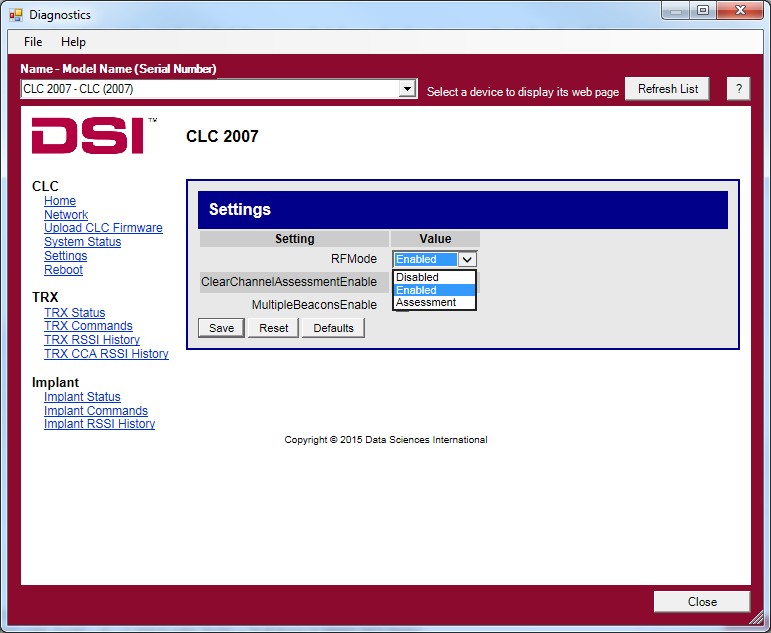 Diagnostics
File Help
Name - Model Name (Serial Number)
CLC 2007 - CLC (2007)
Select a device to display its web page
Refresh List
?
DSI™
CLC 2007
CLC
Home
Network
Upload CLC Firmware
System Status
Settings
Reboot
TRX
TRX Status
TRX Commands
TRX RSSI History
TRX CCA RSSI History
Implant
Implant Status
Implant Commands
Implant RSSI History
Settings
Setting Value
RFMode Enabled
Disabled
ClearChannelAssessmentEnable
Enabled
Assessment
MultipleBeaconsEnable
Save Reset Defaults
Copyright © 2015 Data Sciences International
Close